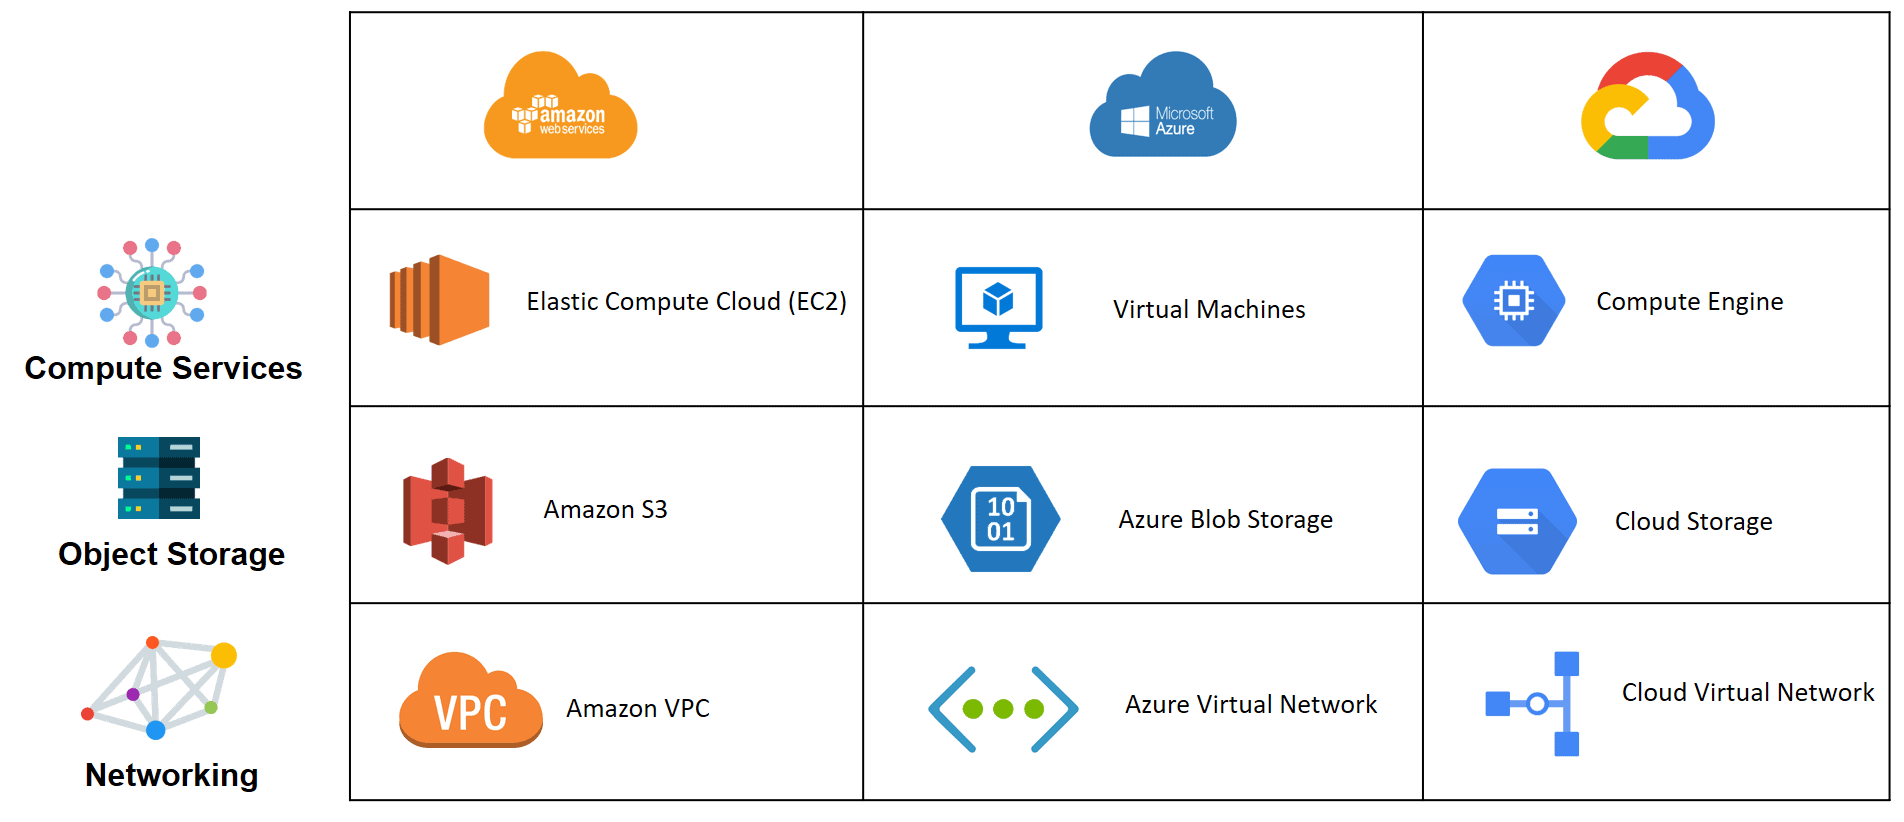 amazon
webservices
Microsoft
Azure
Compute Services
Elastic Compute Cloud (EC2)
Virtual Machines
Compute Engine
Object Storage
Amazon S3
10
01
Azure Blob Storage
Cloud Storage
Networking
VPC
Amazon VPC
Azure Virtual Network
Cloud Virtual Network